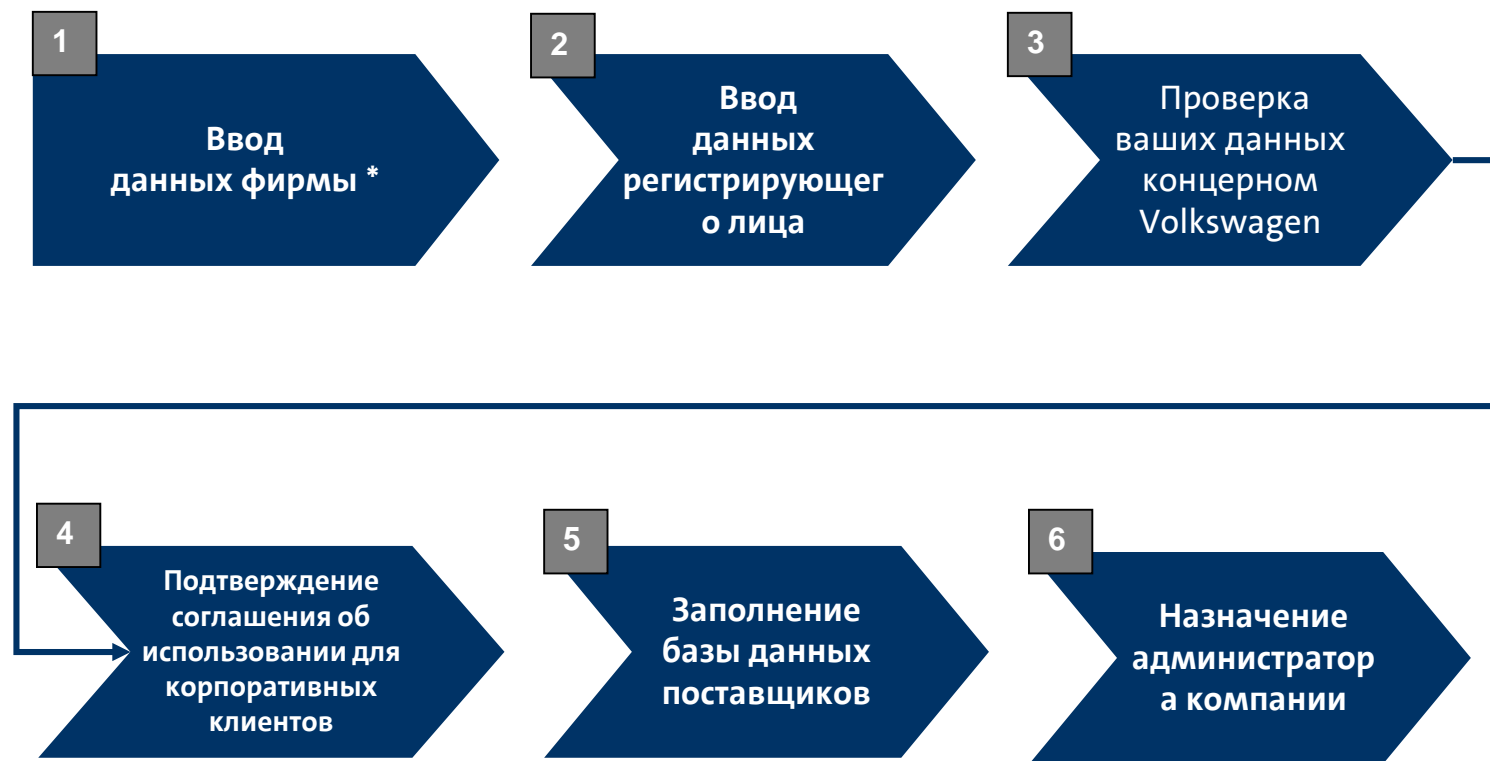 1
Ввод
данных фирмы *
2
Ввод
данных
регистрирующег
о лица
3
Проверка
ваших данных
концерном
Volkswagen
4
Подтверждение
соглашения об
использовании для
корпоративных
клиентов
5
Заполнение
базы данных
поставщиков
6
Назначение
администратор
а компании